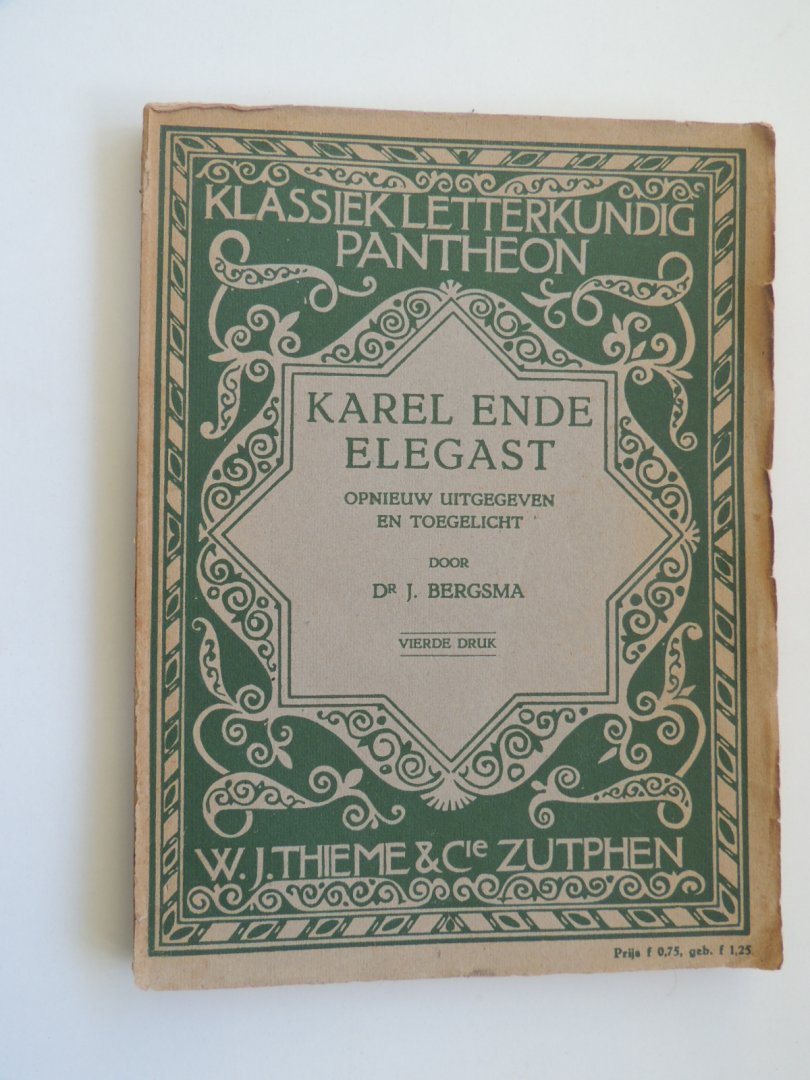 KLASSIEK LETTERKUNDIG
PANTHEON
KAREL ENDE
ELEGAST
OPNIEUW UITGEGEVEN
EN TOEGELICHT
DOOR
DR J. BERGSMA
VIERDE DRUK
W.J. THIEME & CIE ZUTPHEN
Prijs f 0,75, geb. f 1,25